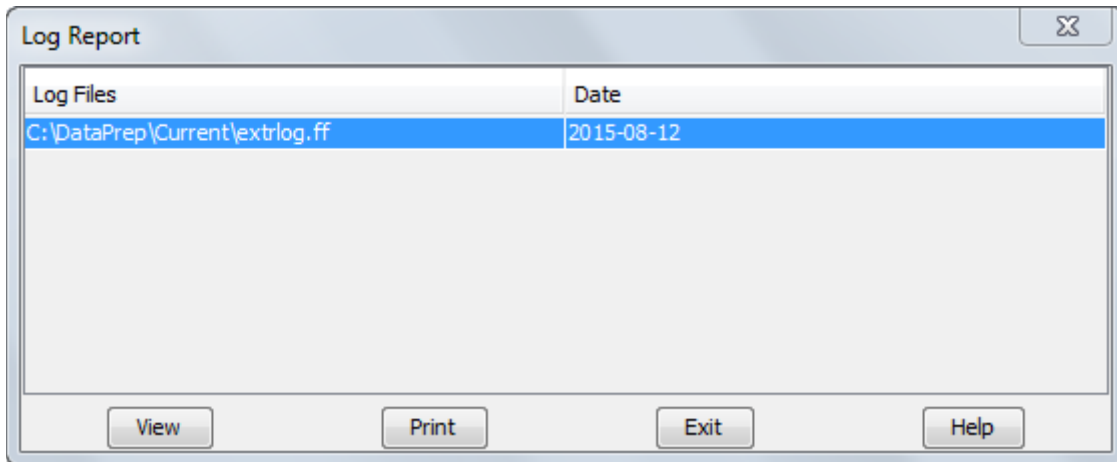 Log Report
Log Files Date
C:\DataPrep\Current\extrlog.ff 2015-08-12
View Print Exit Help